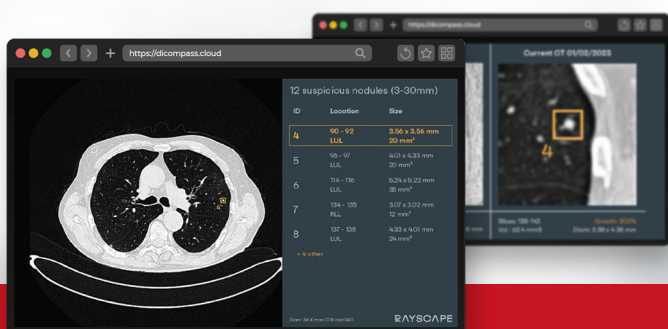 https://dicompass.cloud
12 suspicious nodules (3-30mm)
ID Location Size
4 90 - 92 3.56 x 3.56 mm
LUL 20 mm³
5 96 - 97 4.01 x 4.33 mm
LUL 20 mm³
6 114 - 116 6.24 x 5.22 mm
LUL 36 mm³
7 134 - 135 3.07 x 3.02 mm
RLL 12 mm³
8 137 - 138 4.33 x 4.01 mm
LUL 24 mm³
+ 4 other
RAYSCAPE
4
https://dicompass.cloud
Current CT 01/02/2023
4
Growth: 300%